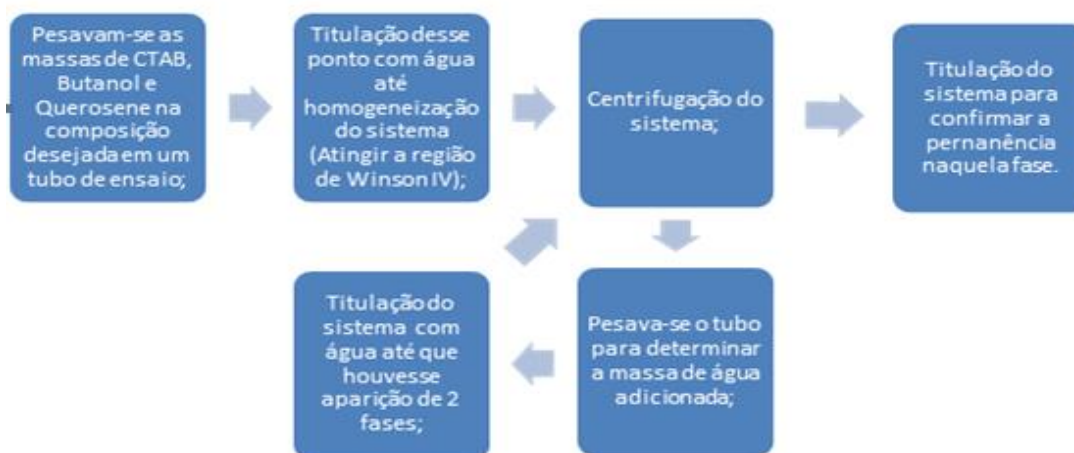 Pesavam-se as
massas de CTAB,
Butanol e
Querosene na
composição
desejada em um
tubo de ensaio;
Titulação desse
ponto com água
até
homogeneização
do sistema
(Atingir a região
de Winson IV);
Centrifugação do
sistema;
Titulação do
sistema para
confirmar a
pernanência
naquela fase.
Pesava-se o tubo
para determinar
a massa de água
adicionada;
Titulação do
sistema com
água até que
houvesse
aparição de 2
fases;